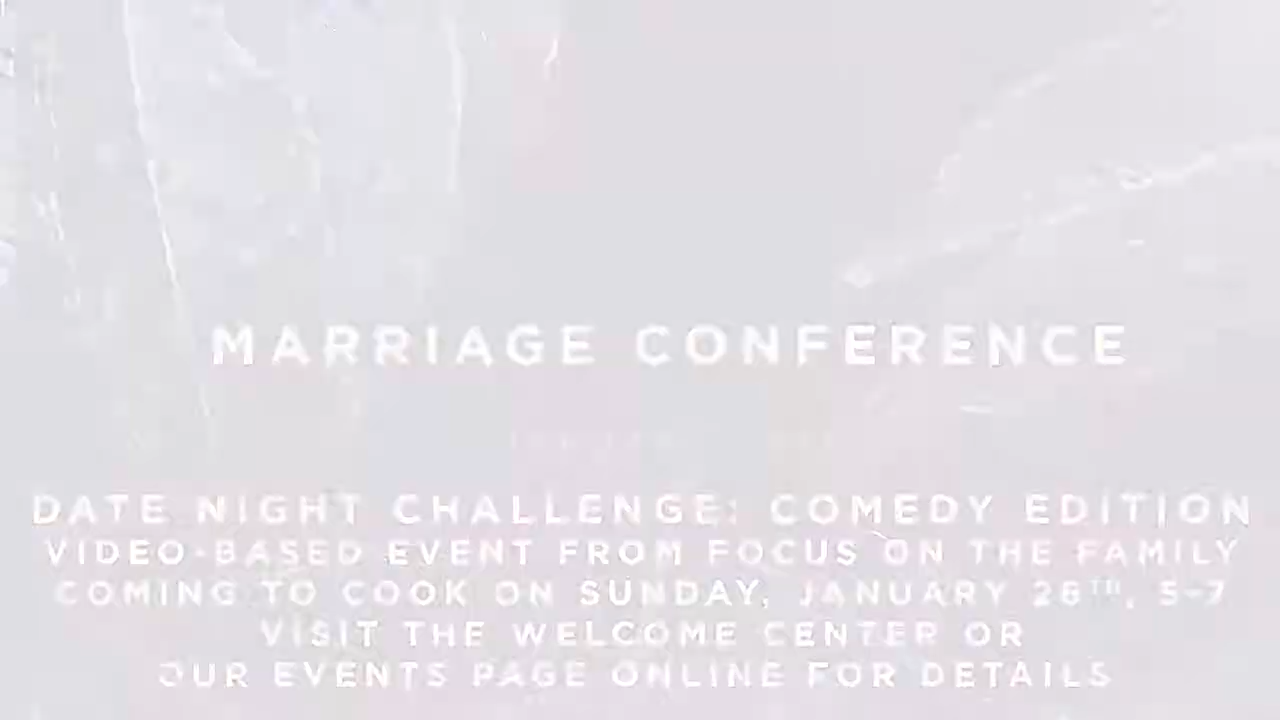 MARRIAGE CONFERENCE
DATE NIGHT CHALLENGE: COMEDY EDITION
VIDEO-BASED EVENT FROM FOCUS ON THE FAMILY
COMING TO COOK ON SUNDAY, JANUARY 28TH, 5-7
VISIT THE WELCOME CENTER OR
OUR EVENTS PAGE ONLINE FOR DETAILS